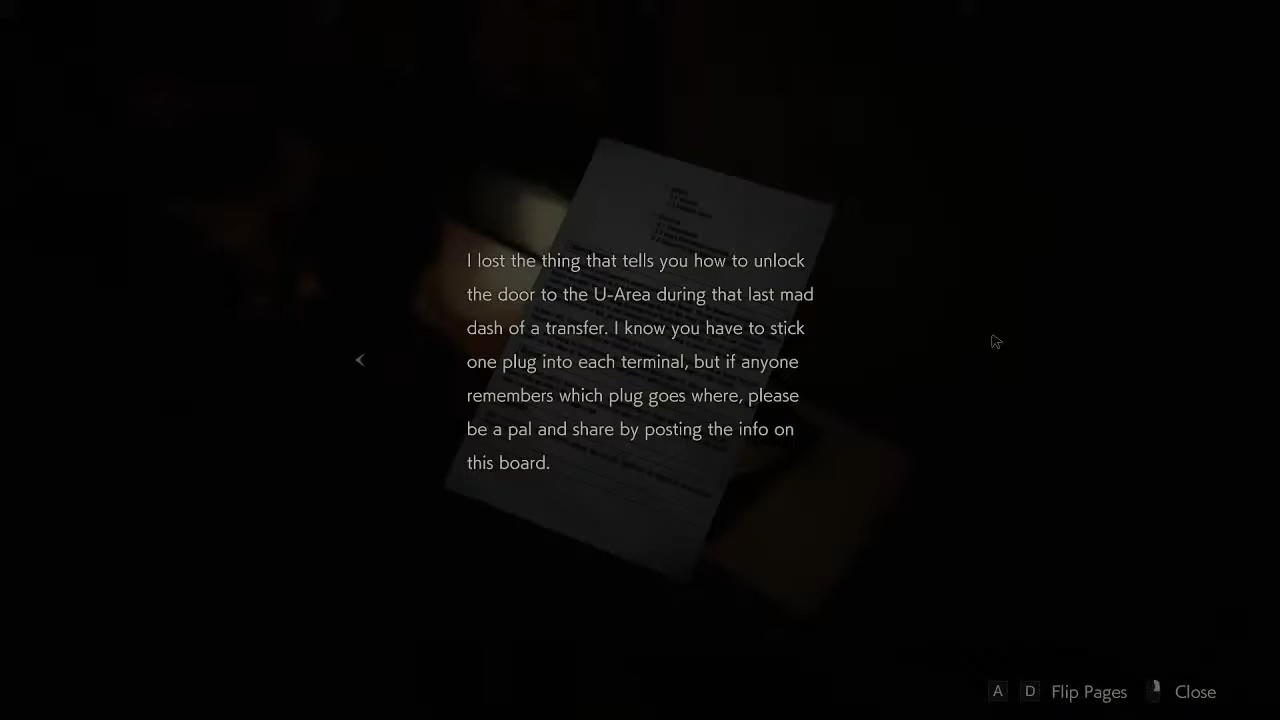 I lost the thing that tells you how to unlock
the door to the U-Area during that last mad
dash of a transfer. I know you have to stick
one plug into each terminal, but if anyone
remembers which plug goes where, please
be a pal and share by posting the info on
this board.
A D Flip Pages Close